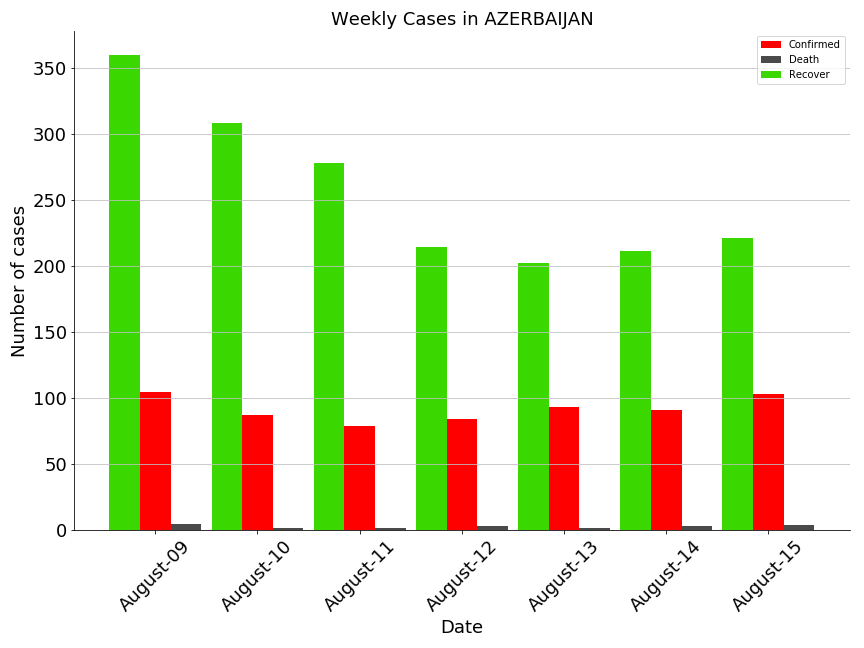 Weekly Cases in AZERBAIJAN
Confirmed
Death
Recover
Number of cases
350
300
250
200
150
100
50
0
August-09
August-10
August-11
August-12
August-13
August-14
August-15
Date